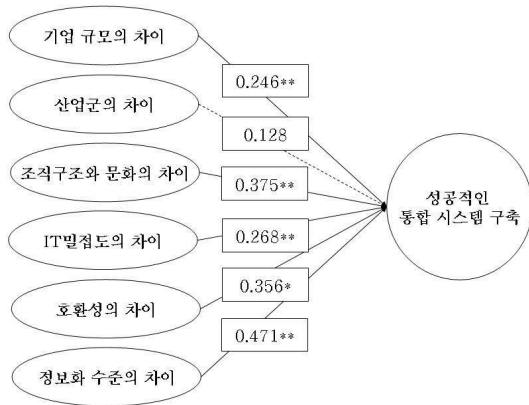 기업 규모의 차이
0.246**
산업군의 차이
0.128
조직구조와 문화의 차이
0.375**
성공적인
통합 시스템 구축
IT밀접도의 차이
0.268**
호환성의 차이
0.356*
0.471**
정보화 수준의 차이